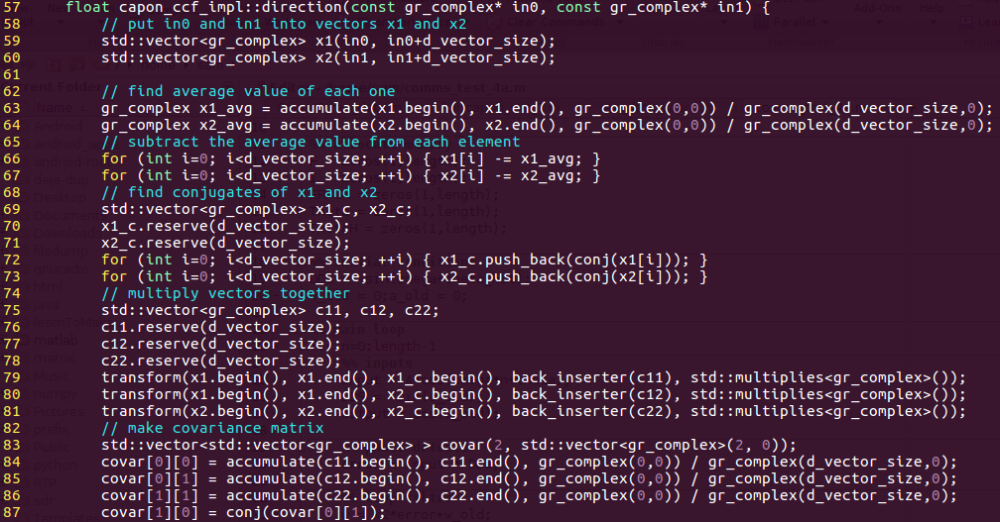 57 float capon_ccf_impl::direction(const gr_complex* in0, const gr_complex* in1) {
58 // put in0 and in1 into vectors x1 and x2
59 std::vector<gr_complex> x1(in0, in0+d_vector_size);
60 std::vector<gr_complex> x2(in1, in1+d_vector_size);
61
62 // find average value of each one
63 gr_complex x1_avg = accumulate(x1.begin(), x1.end(), gr_complex(0,0)) / gr_complex(d_vector_size,0);
64 gr_complex x2_avg = accumulate(x2.begin(), x2.end(), gr_complex(0,0)) / gr_complex(d_vector_size,0);
65 // subtract the average value from each element
66 for (int i=0; i<d_vector_size; ++i) { x1[i] -= x1_avg; }
67 for (int i=0; i<d_vector_size; ++i) { x2[i] -= x2_avg; }
68 // find conjugates of x1 and x2
69 std::vector<gr_complex> x1_c, x2_c;
70 x1_c.reserve(d_vector_size);
71 x2_c.reserve(d_vector_size);
72 for (int i=0; i<d_vector_size; ++i) { x1_c.push_back(conj(x1[i])); }
73 for (int i=0; i<d_vector_size; ++i) { x2_c.push_back(conj(x2[i])); }
74 // multiply vectors together
75 std::vector<gr_complex> c11, c12, c22;
76 c11.reserve(d_vector_size);
77 c12.reserve(d_vector_size);
78 c22.reserve(d_vector_size);
79 transform(x1.begin(), x1.end(), x1_c.begin(), back_inserter(c11), std::multiplies<gr_complex>());
80 transform(x1.begin(), x1.end(), x2_c.begin(), back_inserter(c12), std::multiplies<gr_complex>());
81 transform(x2.begin(), x2.end(), x2_c.begin(), back_inserter(c22), std::multiplies<gr_complex>());
82 // make covariance matrix
83 std::vector<std::vector<gr_complex> > covar(2, std::vector<gr_complex>(2, 0));
84 covar[0][0] = accumulate(c11.begin(), c11.end(), gr_complex(0,0)) / gr_complex(d_vector_size,0);
85 covar[0][1] = accumulate(c12.begin(), c12.end(), gr_complex(0,0)) / gr_complex(d_vector_size,0);
86 covar[1][1] = accumulate(c22.begin(), c22.end(), gr_complex(0,0)) / gr_complex(d_vector_size,0);
87 covar[1][0] = conj(covar[0][1]);